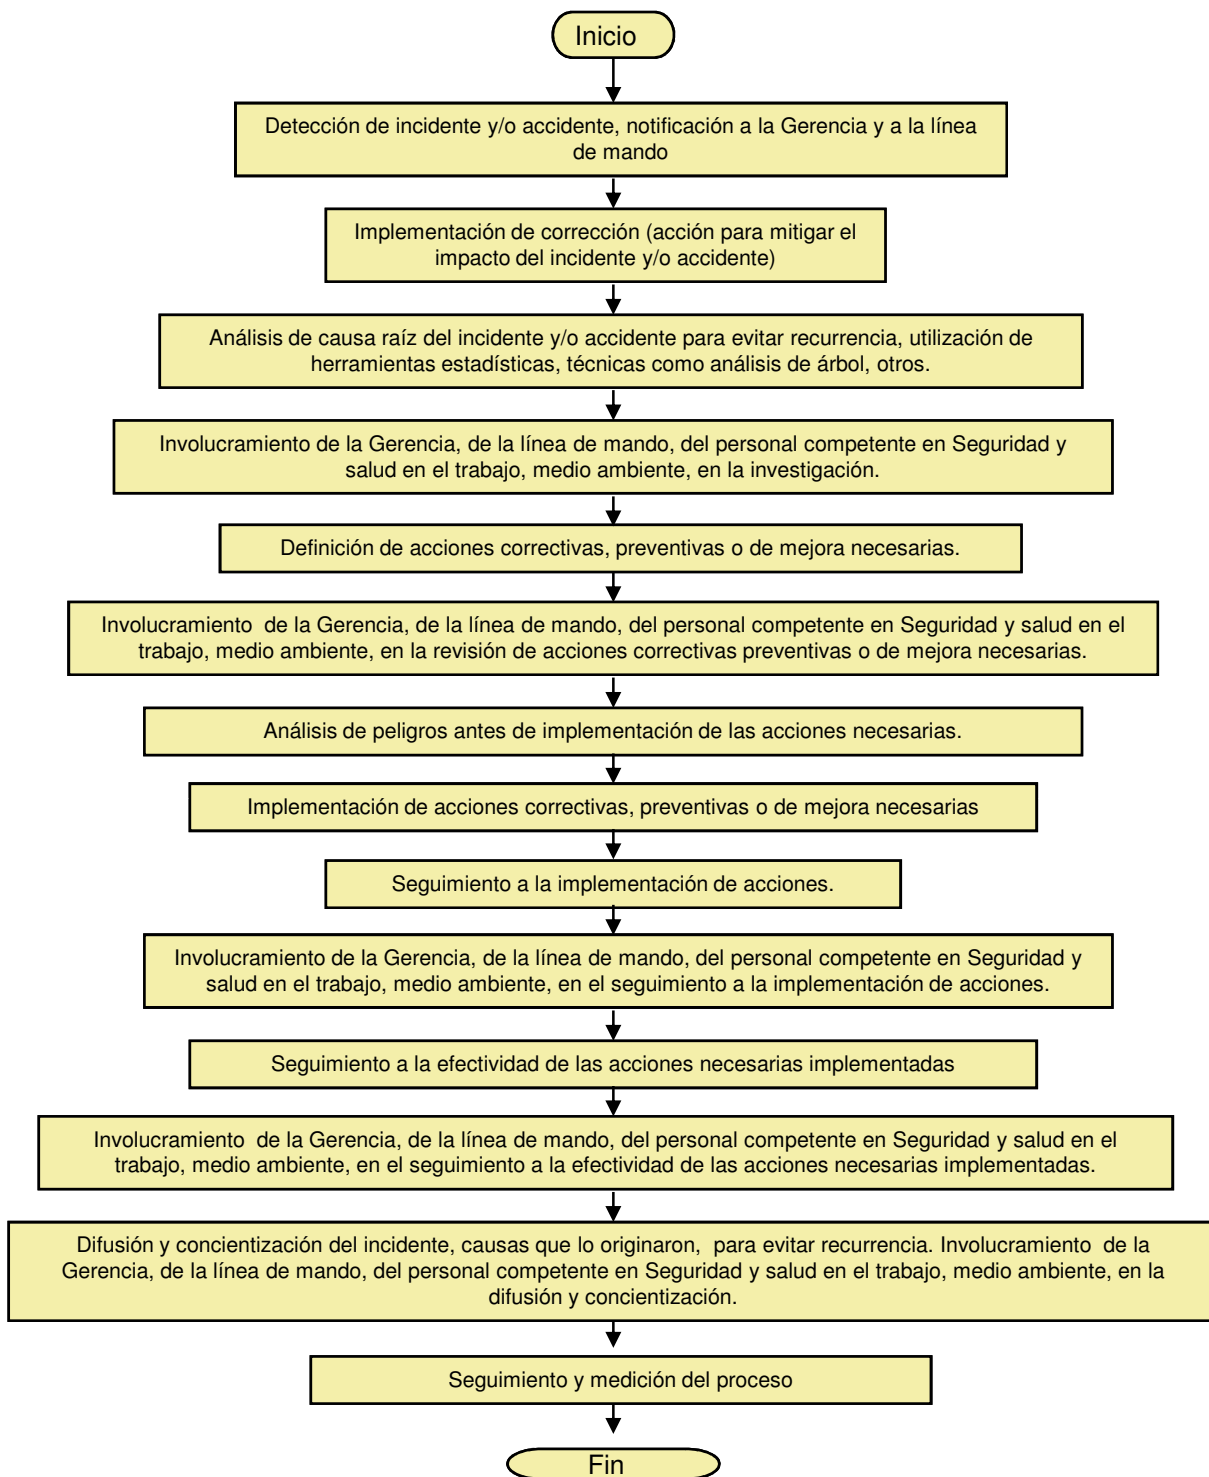 Inicio
Detección de incidente y/o accidente, notificación a la Gerencia y a la línea
de mando
Implementación de corrección (acción para mitigar el
impacto del incidente y/o accidente)
Análisis de causa raíz del incidente y/o accidente para evitar recurrencia, utilización de
herramientas estadísticas, técnicas como análisis de árbol, otros.
Involucramiento de la Gerencia, de la línea de mando, del personal competente en Seguridad y
salud en el trabajo, medio ambiente, en la investigación.
Definición de acciones correctivas, preventivas o de mejora necesarias.
Involucramiento de la Gerencia, de la línea de mando, del personal competente en Seguridad y salud en el
trabajo, medio ambiente, en la revisión de acciones correctivas preventivas o de mejora necesarias.
Análisis de peligros antes de implementación de las acciones necesarias.
Implementación de acciones correctivas, preventivas o de mejora necesarias
Seguimiento a la implementación de acciones.
Involucramiento de la Gerencia, de la línea de mando, del personal competente en Seguridad y
salud en el trabajo, medio ambiente, en el seguimiento a la implementación de acciones.
Seguimiento a la efectividad de las acciones necesarias implementadas
Involucramiento de la Gerencia, de la línea de mando, del personal competente en Seguridad y salud en el
trabajo, medio ambiente, en el seguimiento a la efectividad de las acciones necesarias implementadas.
Difusión y concientización del incidente, causas que lo originaron, para evitar recurrencia. Involucramiento de la
Gerencia, de la línea de mando, del personal competente en Seguridad y salud en el trabajo, medio ambiente, en la
difusión y concientización.
Seguimiento y medición del proceso
Fin